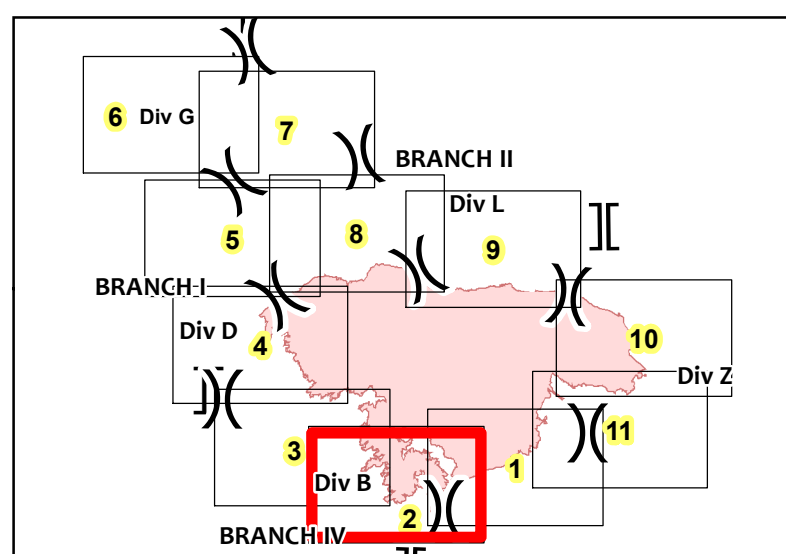 6
Div G
7
BRANCH II
Div L
5
8
9
BRANCH I
Div D
4
10
Div Z
11
3
1
Div B
2
BRANCH IV